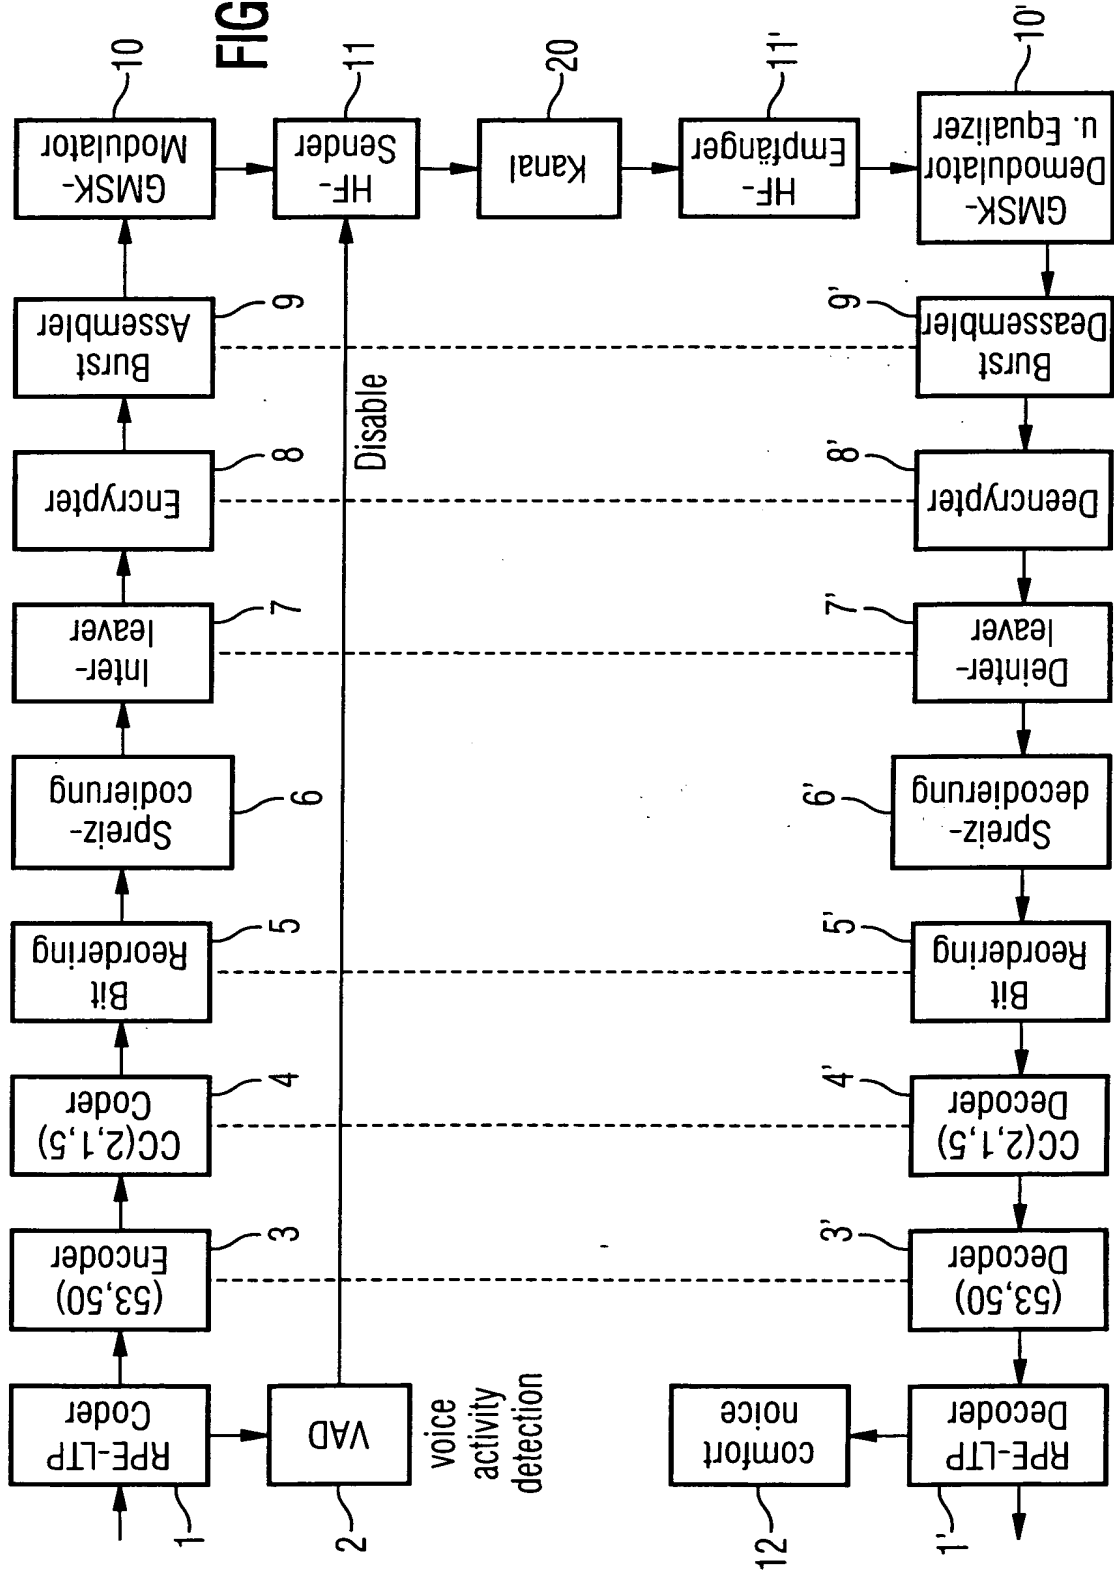 FIG
RPE-LTP
Coder
1
VAD
2
voice
activity
detection
(53,50)
Encoder
3
CC(2,1,5)
Coder
4
Bit
Reordering
5
Spreiz-
codierung
6
Inter-
leaver
7
Encrypter
8
Burst
Assembler
9
GMSK-
Modulator
10
Disable
HF-
Sender
11
Kanal
20
HF-
Empfänger
11'
GMSK-
Demodulator
u. Equalizer
10'
Burst
Deassembler
9'
Deencrypter
8'
Deinter-
leaver
7'
Spreiz-
decodierung
6'
Bit
Reordering
5'
CC(2,1,5)
Decoder
4'
(53,50)
Decoder
3'
RPE-LTP
Decoder
1'
comfort
noice
12